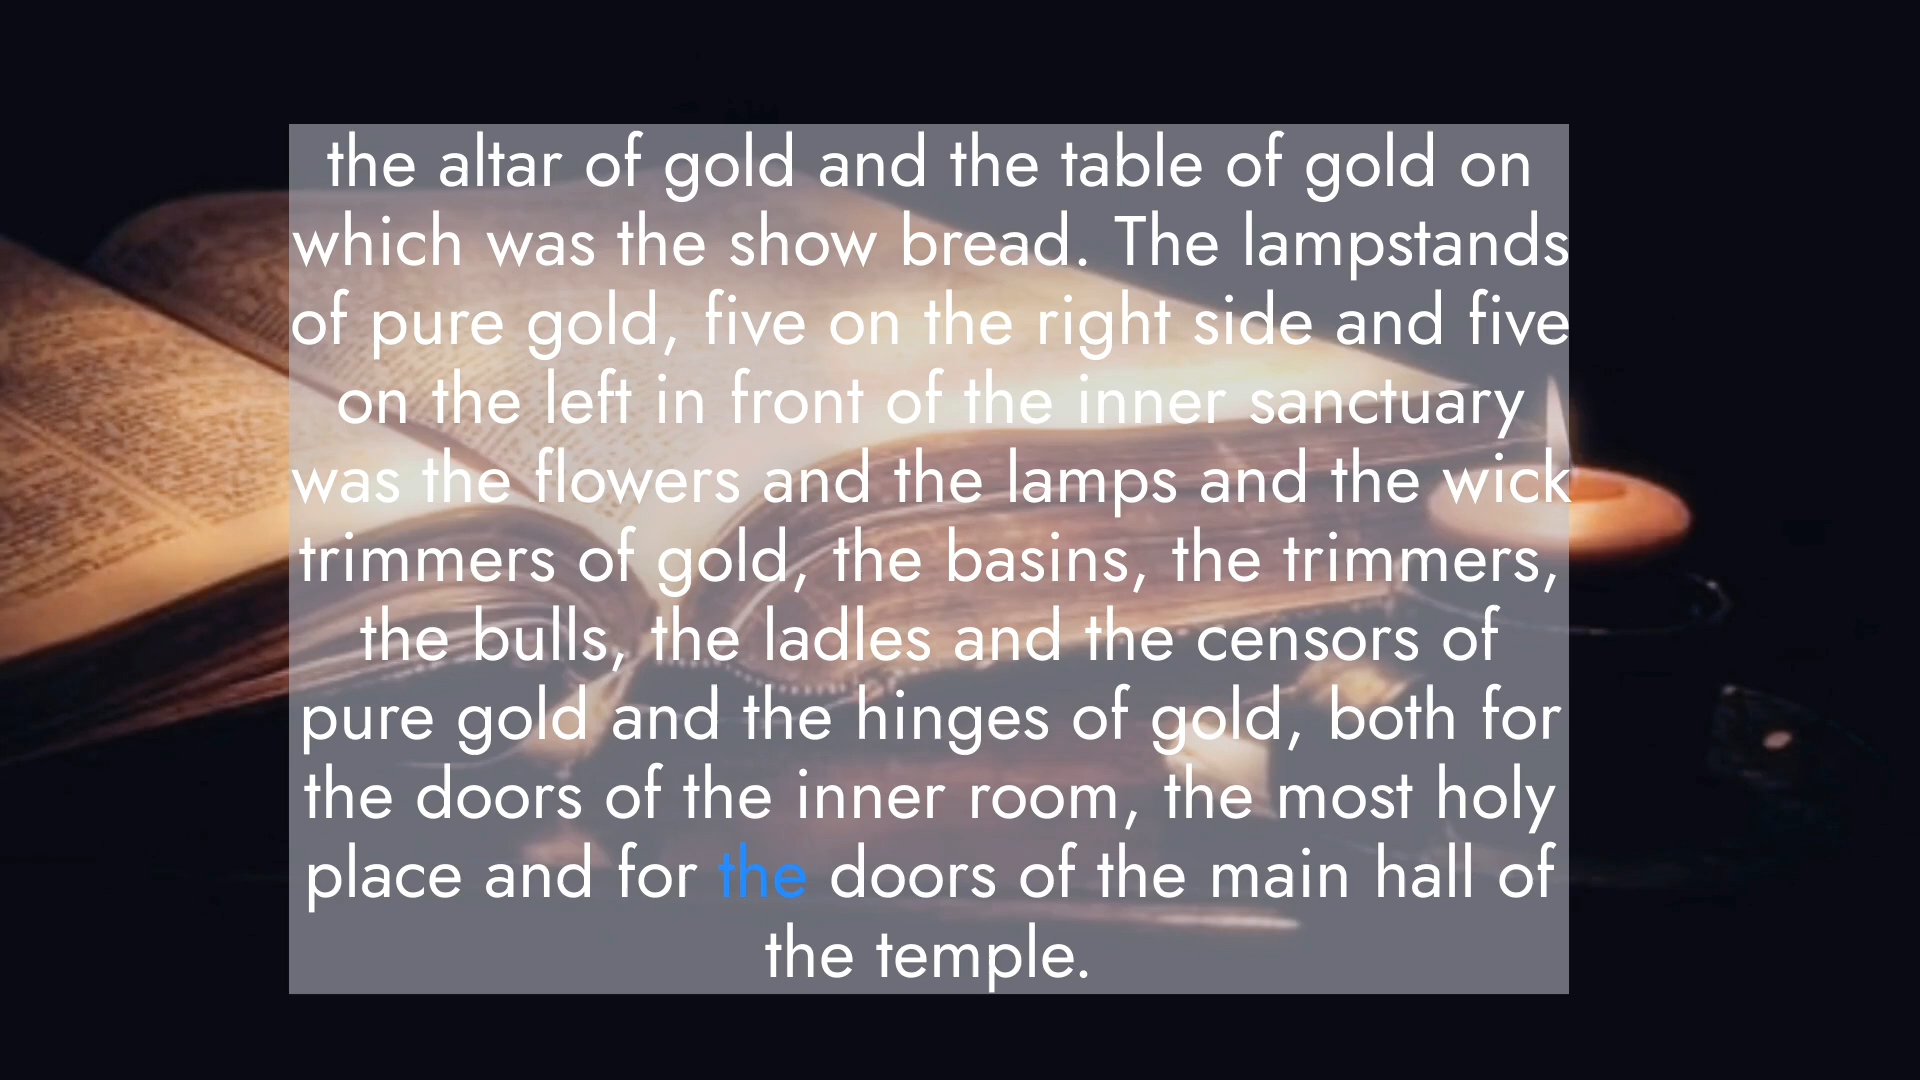 the altar of gold and the table of gold on
which was the show bread. The lampstands
of pure gold, five on the right side and five
on the left in front of the inner sanctuary
was the flowers and the lamps and the wick
trimmers of gold, the basins, the trimmers,
the bulls, the ladles and the censors of
pure gold and the hinges of gold, both for
the doors of the inner room, the most holy
place and for the doors of the main hall of
the temple.